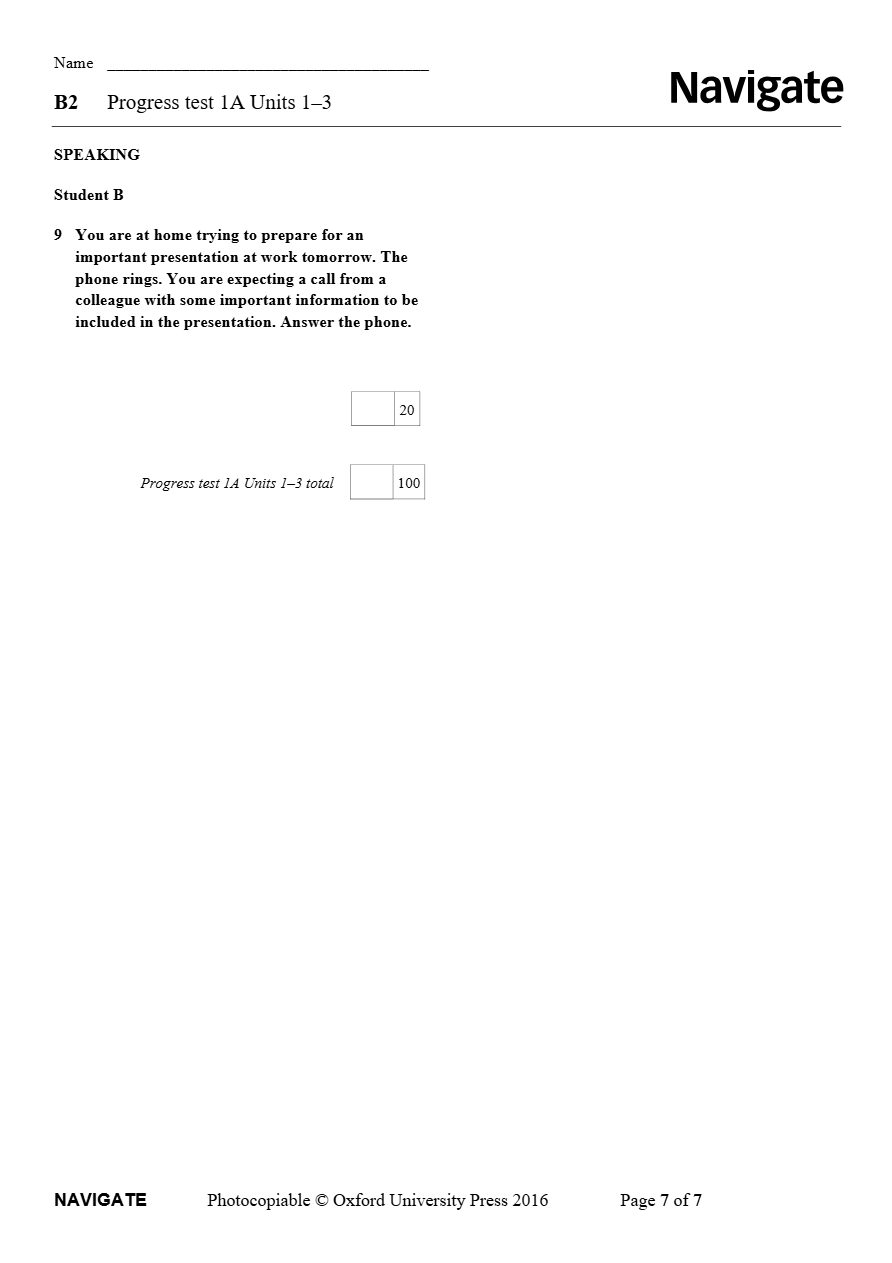 Name ________________________________________
Navigate
B2 Progress test 1A Units 1–3
SPEAKING
Student B
9 You are at home trying to prepare for an
important presentation at work tomorrow. The
phone rings. You are expecting a call from a
colleague with some important information to be
included in the presentation. Answer the phone.
20
Progress test 1A Units 1–3 total 100
NAVIGATE Photocopiable © Oxford University Press 2016 Page 7 of 7